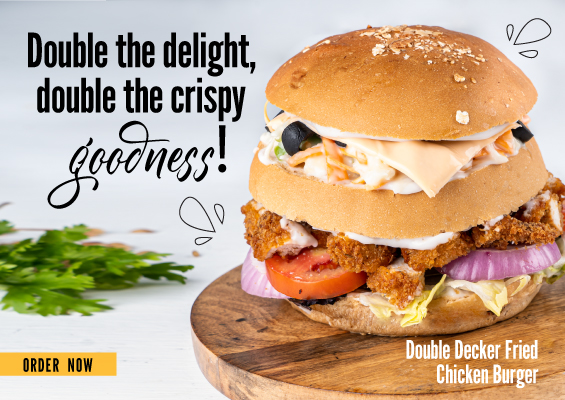 Double the delight,
double the crispy
goodness!
ORDER NOW
Double Decker Fried
Chicken Burger